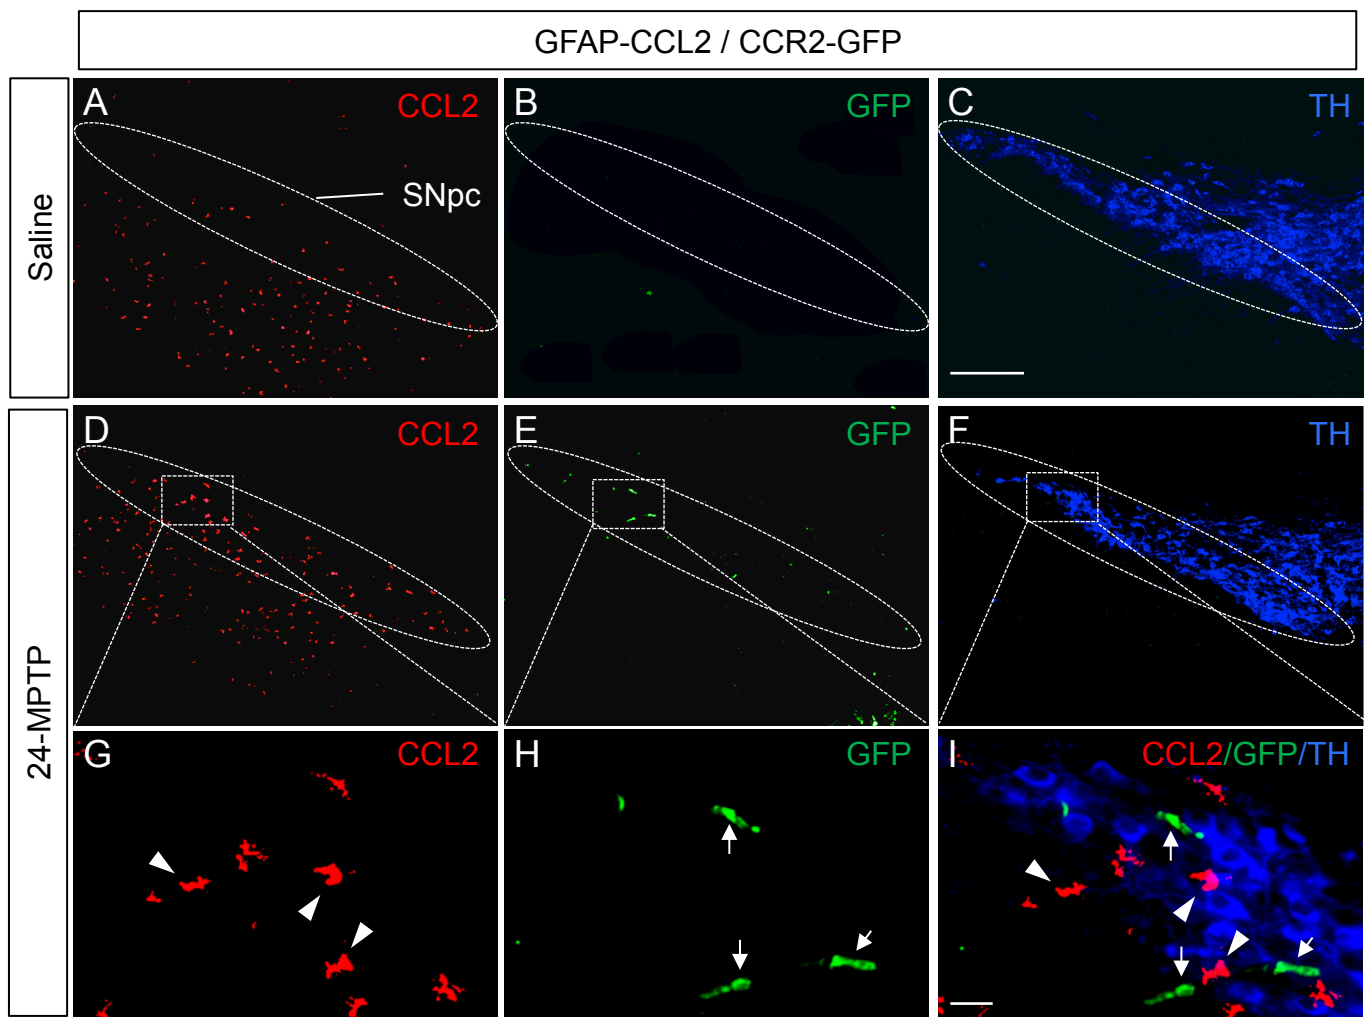 GFAP-CCL2 / CCR2-GFP
Saline
A CCL2
SNpc
B GFP
C TH
24-MPTP
D CCL2
E GFP
F TH
G CCL2
H GFP
I CCL2/GFP/TH